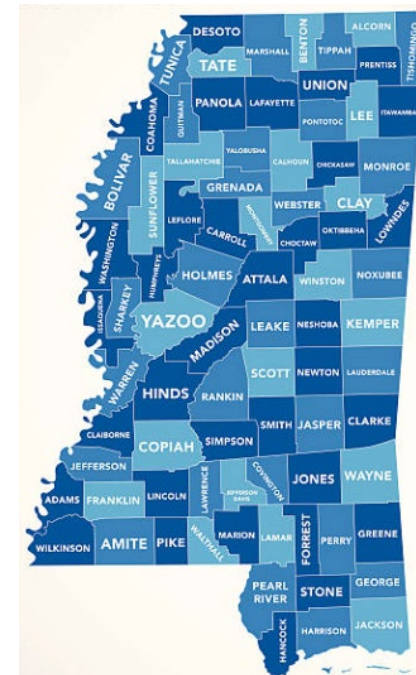 DESOTO
MARSHALL
BENTON
TIPPAH
ALCORN
TISHOMINGO
TUNICA
TATE
PRENTISS
UNION
PANOLA
LAFAYETTE
COAHOMA
QUITMAN
PONTOTOC
LEE
ITAWAMBA
TALLAHATCHIE
YALOBUSHA
CALHOUN
CHICKASAW
MONROE
BOLIVAR
SUNFLOWER
GRENADA
WEBSTER
CLAY
LEFLORE
CARROLL
MONTGOMERY
CHOCTAW
OKTIBBEHA
LOWNDES
WASHINGTON
HUMPHREYS
HOLMES
ATTALA
WINSTON
NOXUBEE
ISSAQUENA
SHARKEY
YAZOO
MADISON
LEAKE
NESHOBA
KEMPER
WARREN
HINDS
RANKIN
SCOTT
NEWTON
LAUDERDALE
CLAIBORNE
COPIAH
SIMPSON
SMITH
JASPER
CLARKE
JEFFERSON
ADAMS
FRANKLIN
LINCOLN
LAWRENCE
JEFFERSON
DAVIS
COVINGTON
JONES
WAYNE
WILKINSON
AMITE
PIKE
WALTHALL
MARION
LAMAR
FORREST
PERRY
GREENE
PEARL
RIVER
STONE
GEORGE
HANCOCK
HARRISON
JACKSON